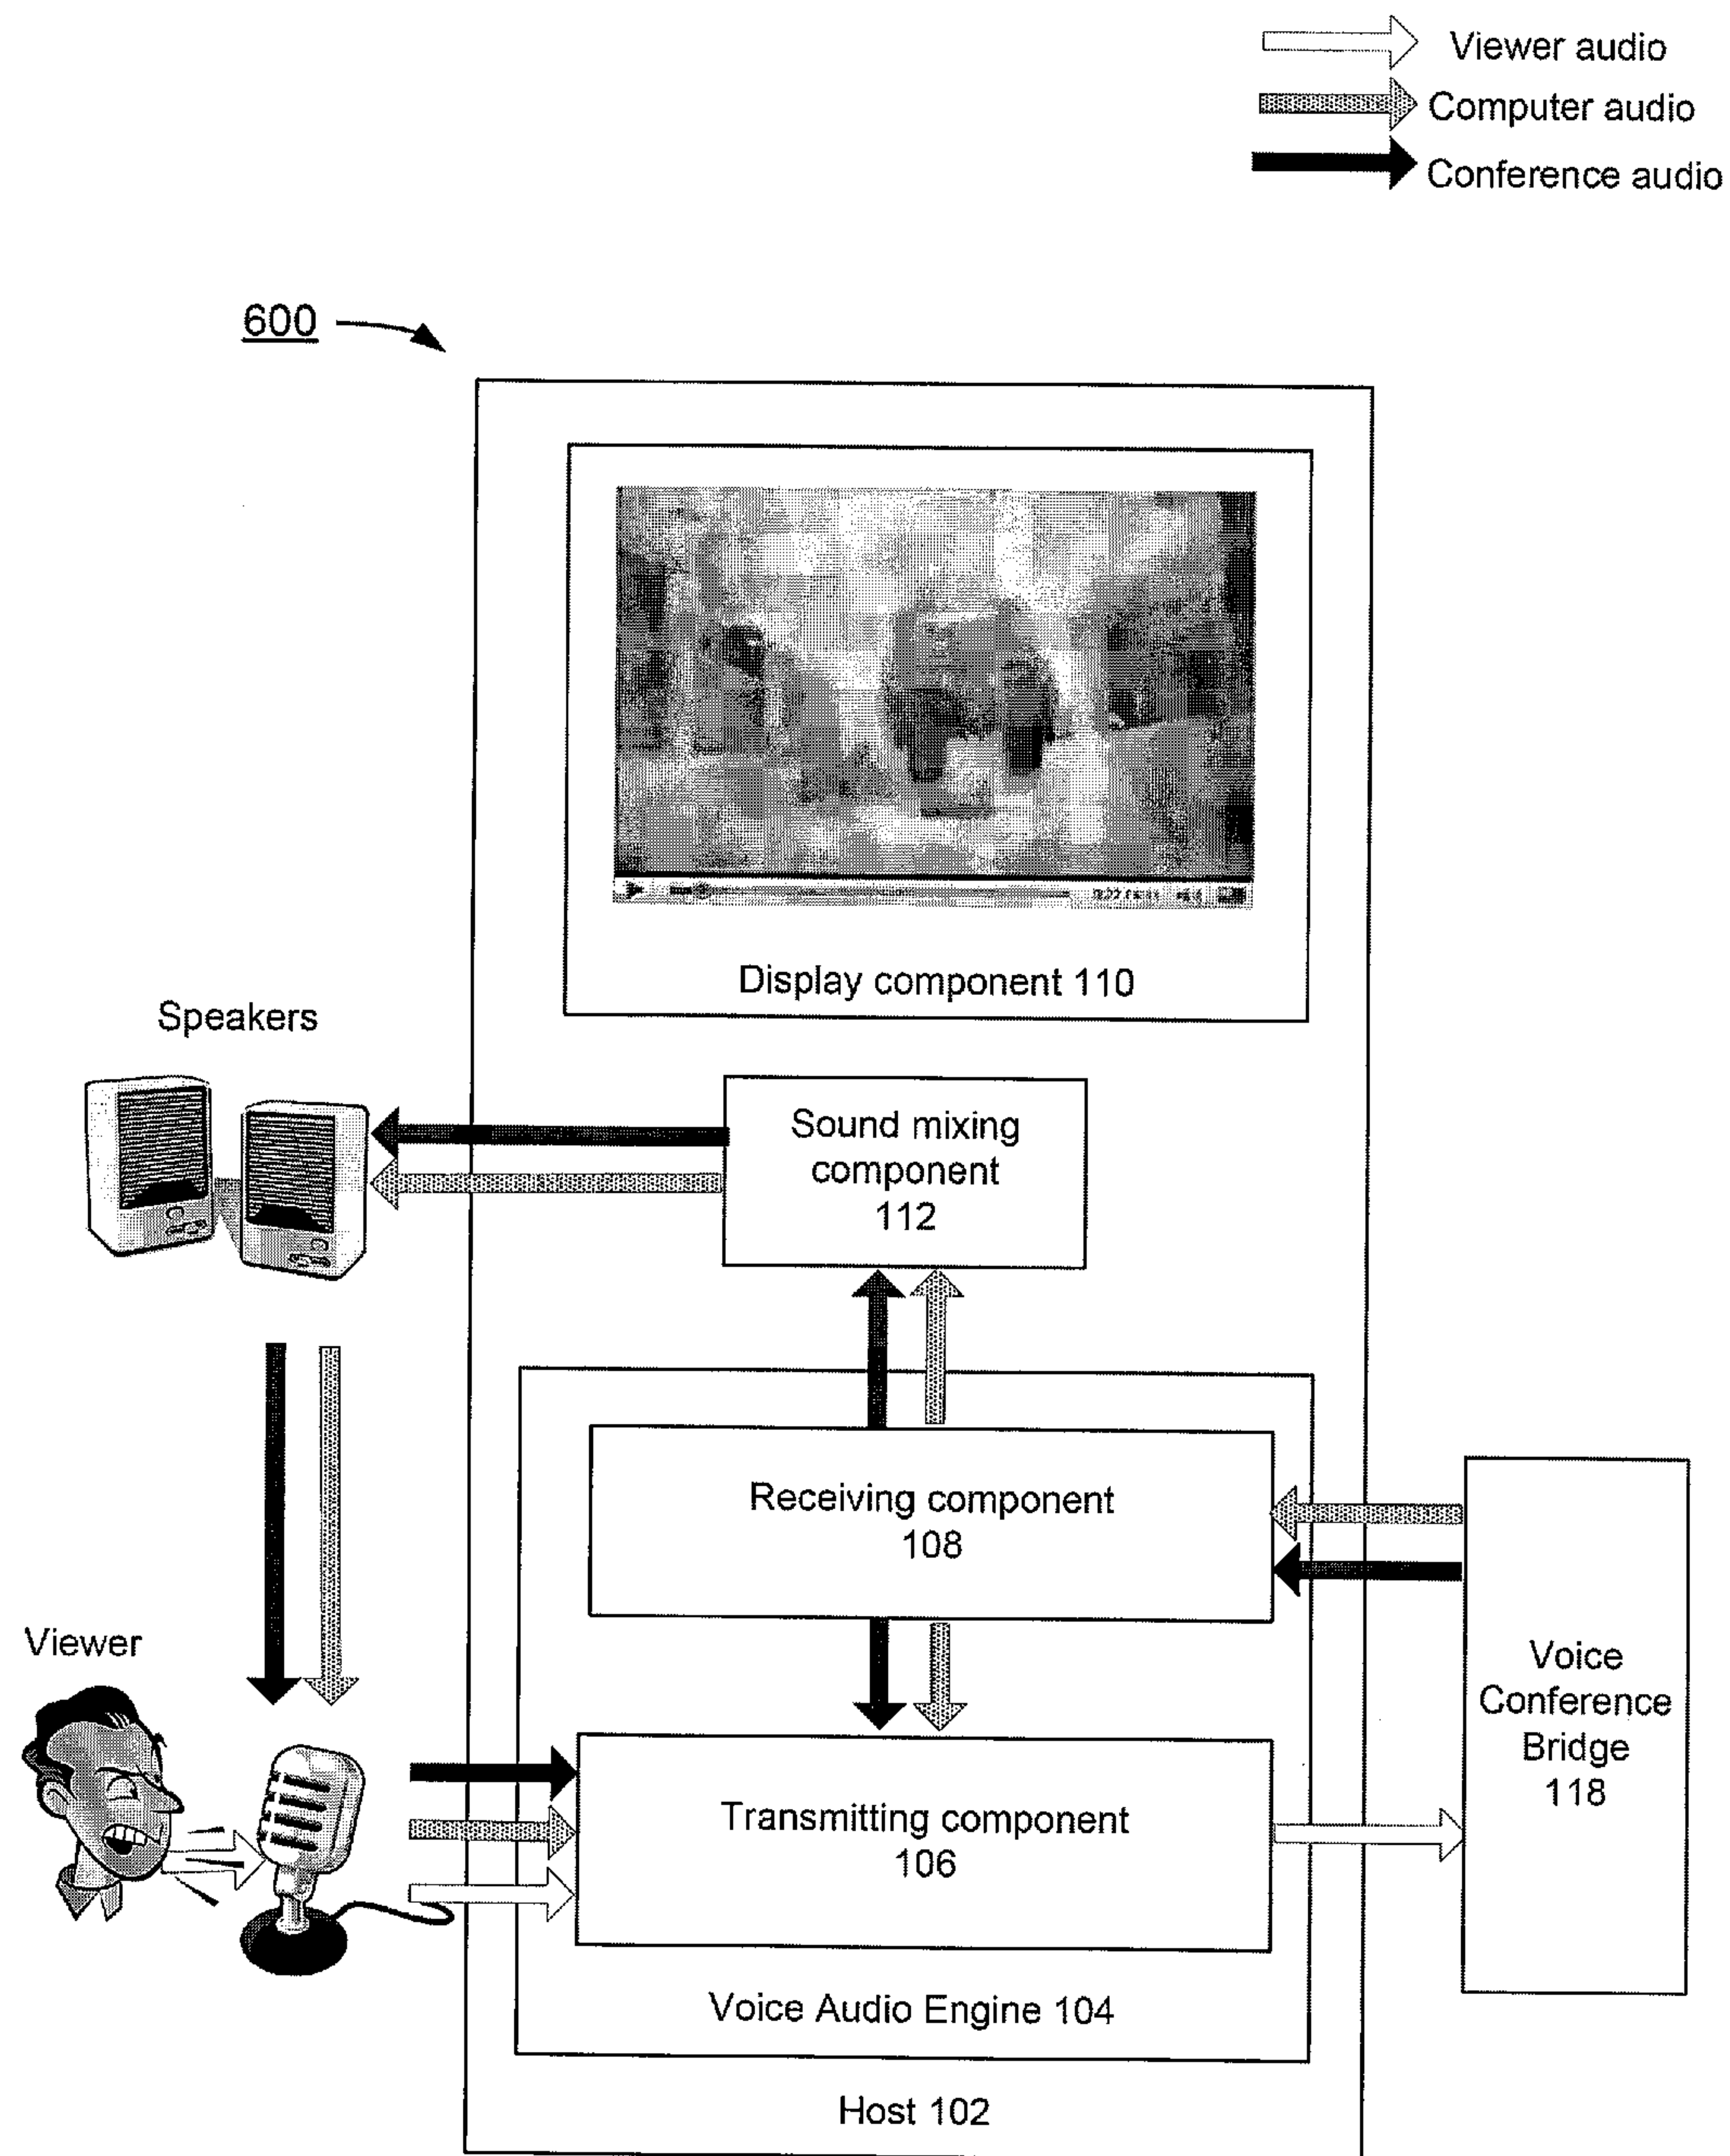 Viewer audio
Computer audio
Conference audio
600
Display component 110
Speakers
Sound mixing
component
112
Receiving component
108
Viewer
Voice
Conference
Bridge
118
Transmitting component
106
Voice Audio Engine 104
Host 102